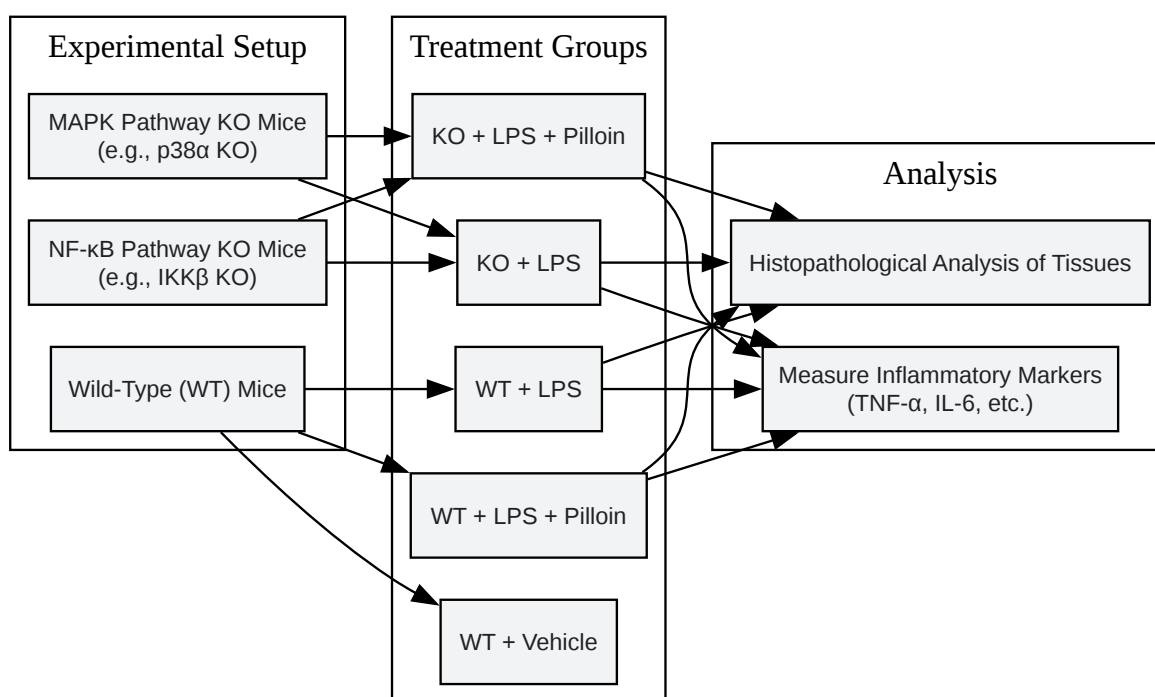 Experimental Setup
MAPK Pathway KO Mice
(e.g., p38α KO)
NF-κB Pathway KO Mice
(e.g., IKKβ KO)
Wild-Type (WT) Mice
Treatment Groups
KO + LPS + Pilloin
KO + LPS
WT + LPS
WT + LPS + Pilloin
WT + Vehicle
Analysis
Histopathological Analysis of Tissues
Measure Inflammatory Markers
(TNF-α, IL-6, etc.)